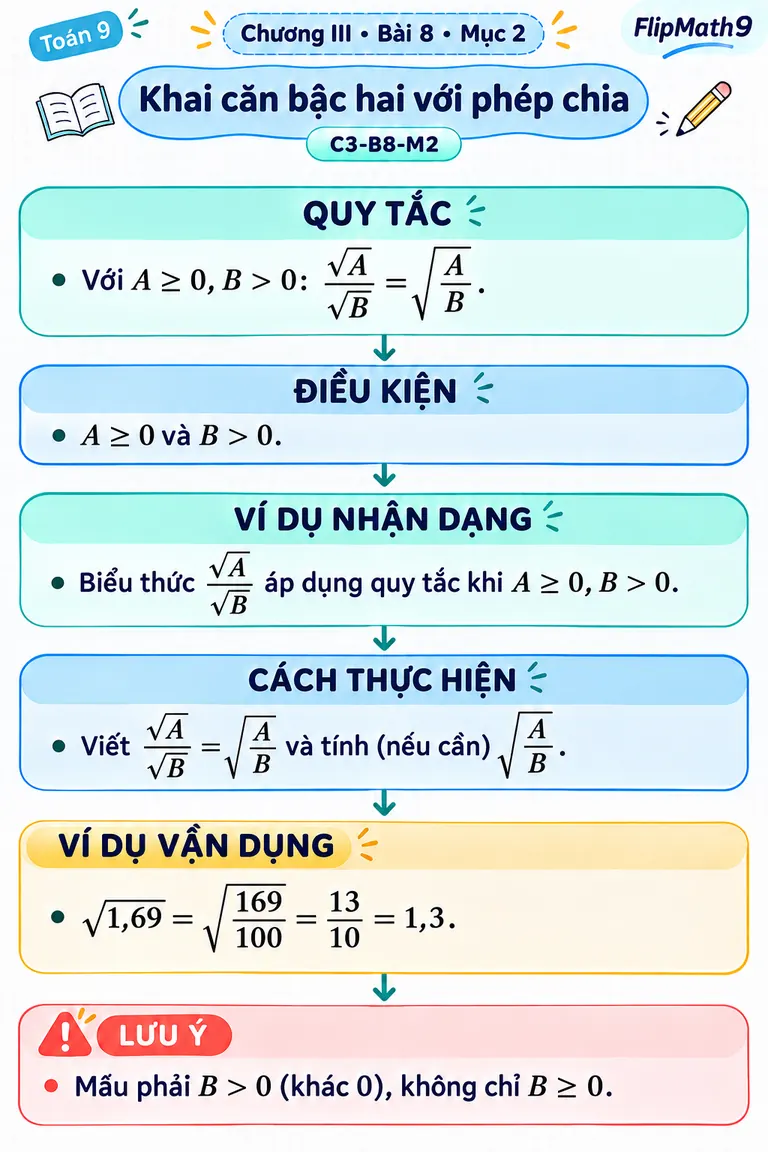 Toán 9
Chương III • Bài 8 • Mục 2
FlipMath9
Khai căn bậc hai với phép chia
C3-B8-M2
QUY TẮC
• Với A ≥ 0, B > 0: √A/√B = √(A/B).
ĐIỀU KIỆN
• A ≥ 0 và B > 0.
VÍ DỤ NHẬN DẠNG
• Biểu thức √A/√B áp dụng quy tắc khi A ≥ 0, B > 0.
CÁCH THỰC HIỆN
• Viết √A/√B = √(A/B) và tính (nếu cần) √(A/B).
VÍ DỤ VẬN DỤNG
• √1,69 = √(169/100) = 13/10 = 1,3.
! LƯU Ý
• Mấu phải B > 0 (khác 0), không chỉ B ≥ 0.